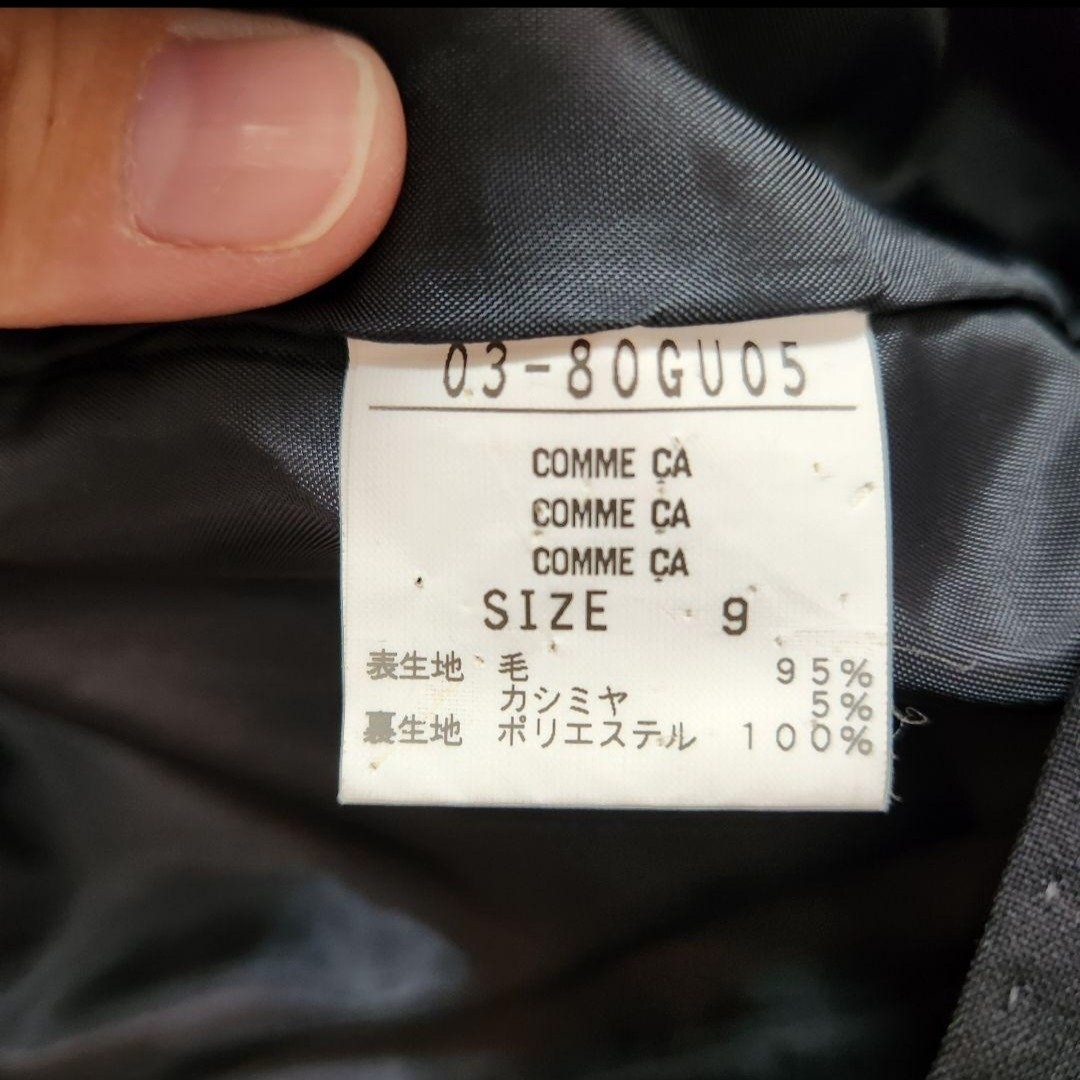 03-80GU05
COMME ÇA
COMME ÇA
COMME ÇA
SIZE 9
表生地 毛 95%
カシミヤ 5%
裏生地 ポリエステル 100%